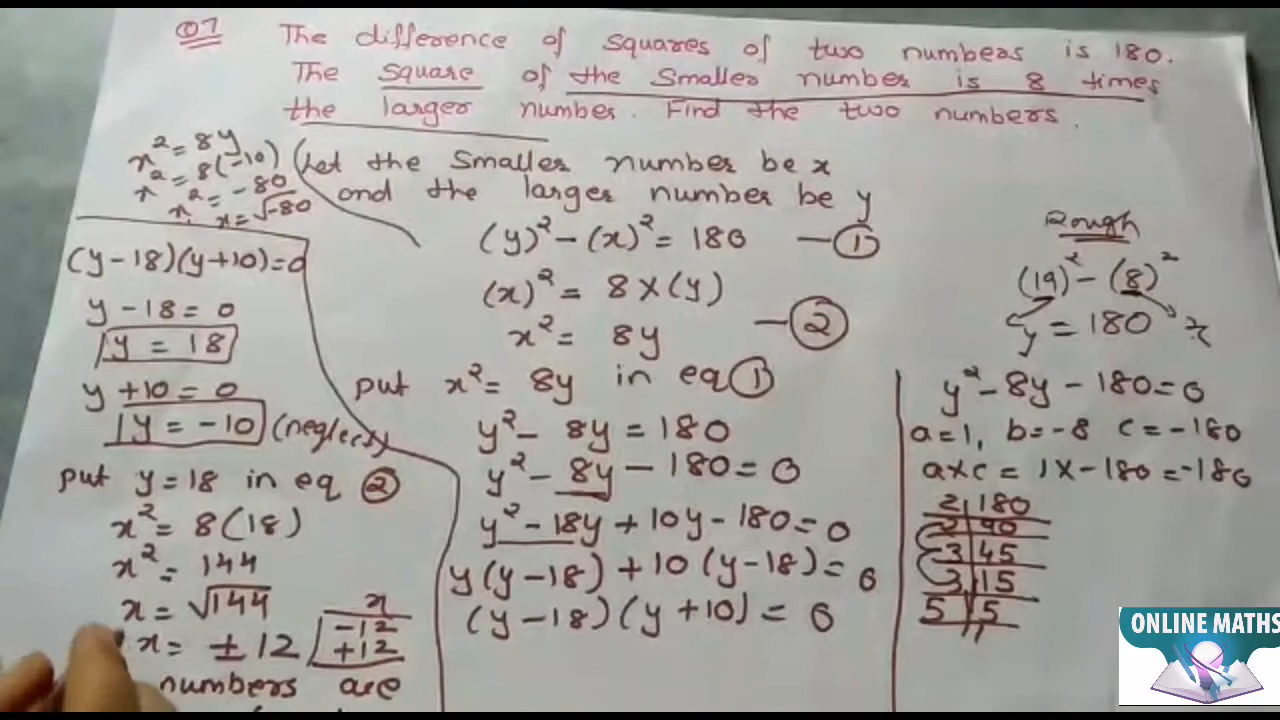 Q7 The difference of squares of two numbers is 180.
The square of the smaller number is 8 times
the larger number. Find the two numbers.
x² = 8y
x² = 8(-10)
x² = -80
x = √-80
Let the smaller number be x
and the larger number be y
(y)² - (x)² = 180 — ①
(x)² = 8 × (y)
x² = 8y — ②
put x² = 8y in eq ①
y² - 8y = 180
y² - 8y - 180 = 0
y² - 18y + 10y - 180 = 0
y(y - 18) + 10(y - 18) = 0
(y - 18)(y + 10) = 0
(y - 18)(y + 10) = 0
y - 18 = 0
y = 18
y + 10 = 0
y = -10 (neglect)
put y = 18 in eq ②
x² = 8(18)
x² = 144
x = √144
x = ± 12
x
-12
+12
numbers are
Rough
(19)² - (8)²
y = 180 x
y² - 8y - 180 = 0
a = 1, b = -8 c = -180
a × c = 1 × -180 = -180
2 | 180
2 | 90
3 | 45
3 | 15
5 | 5
ONLINE MATHS